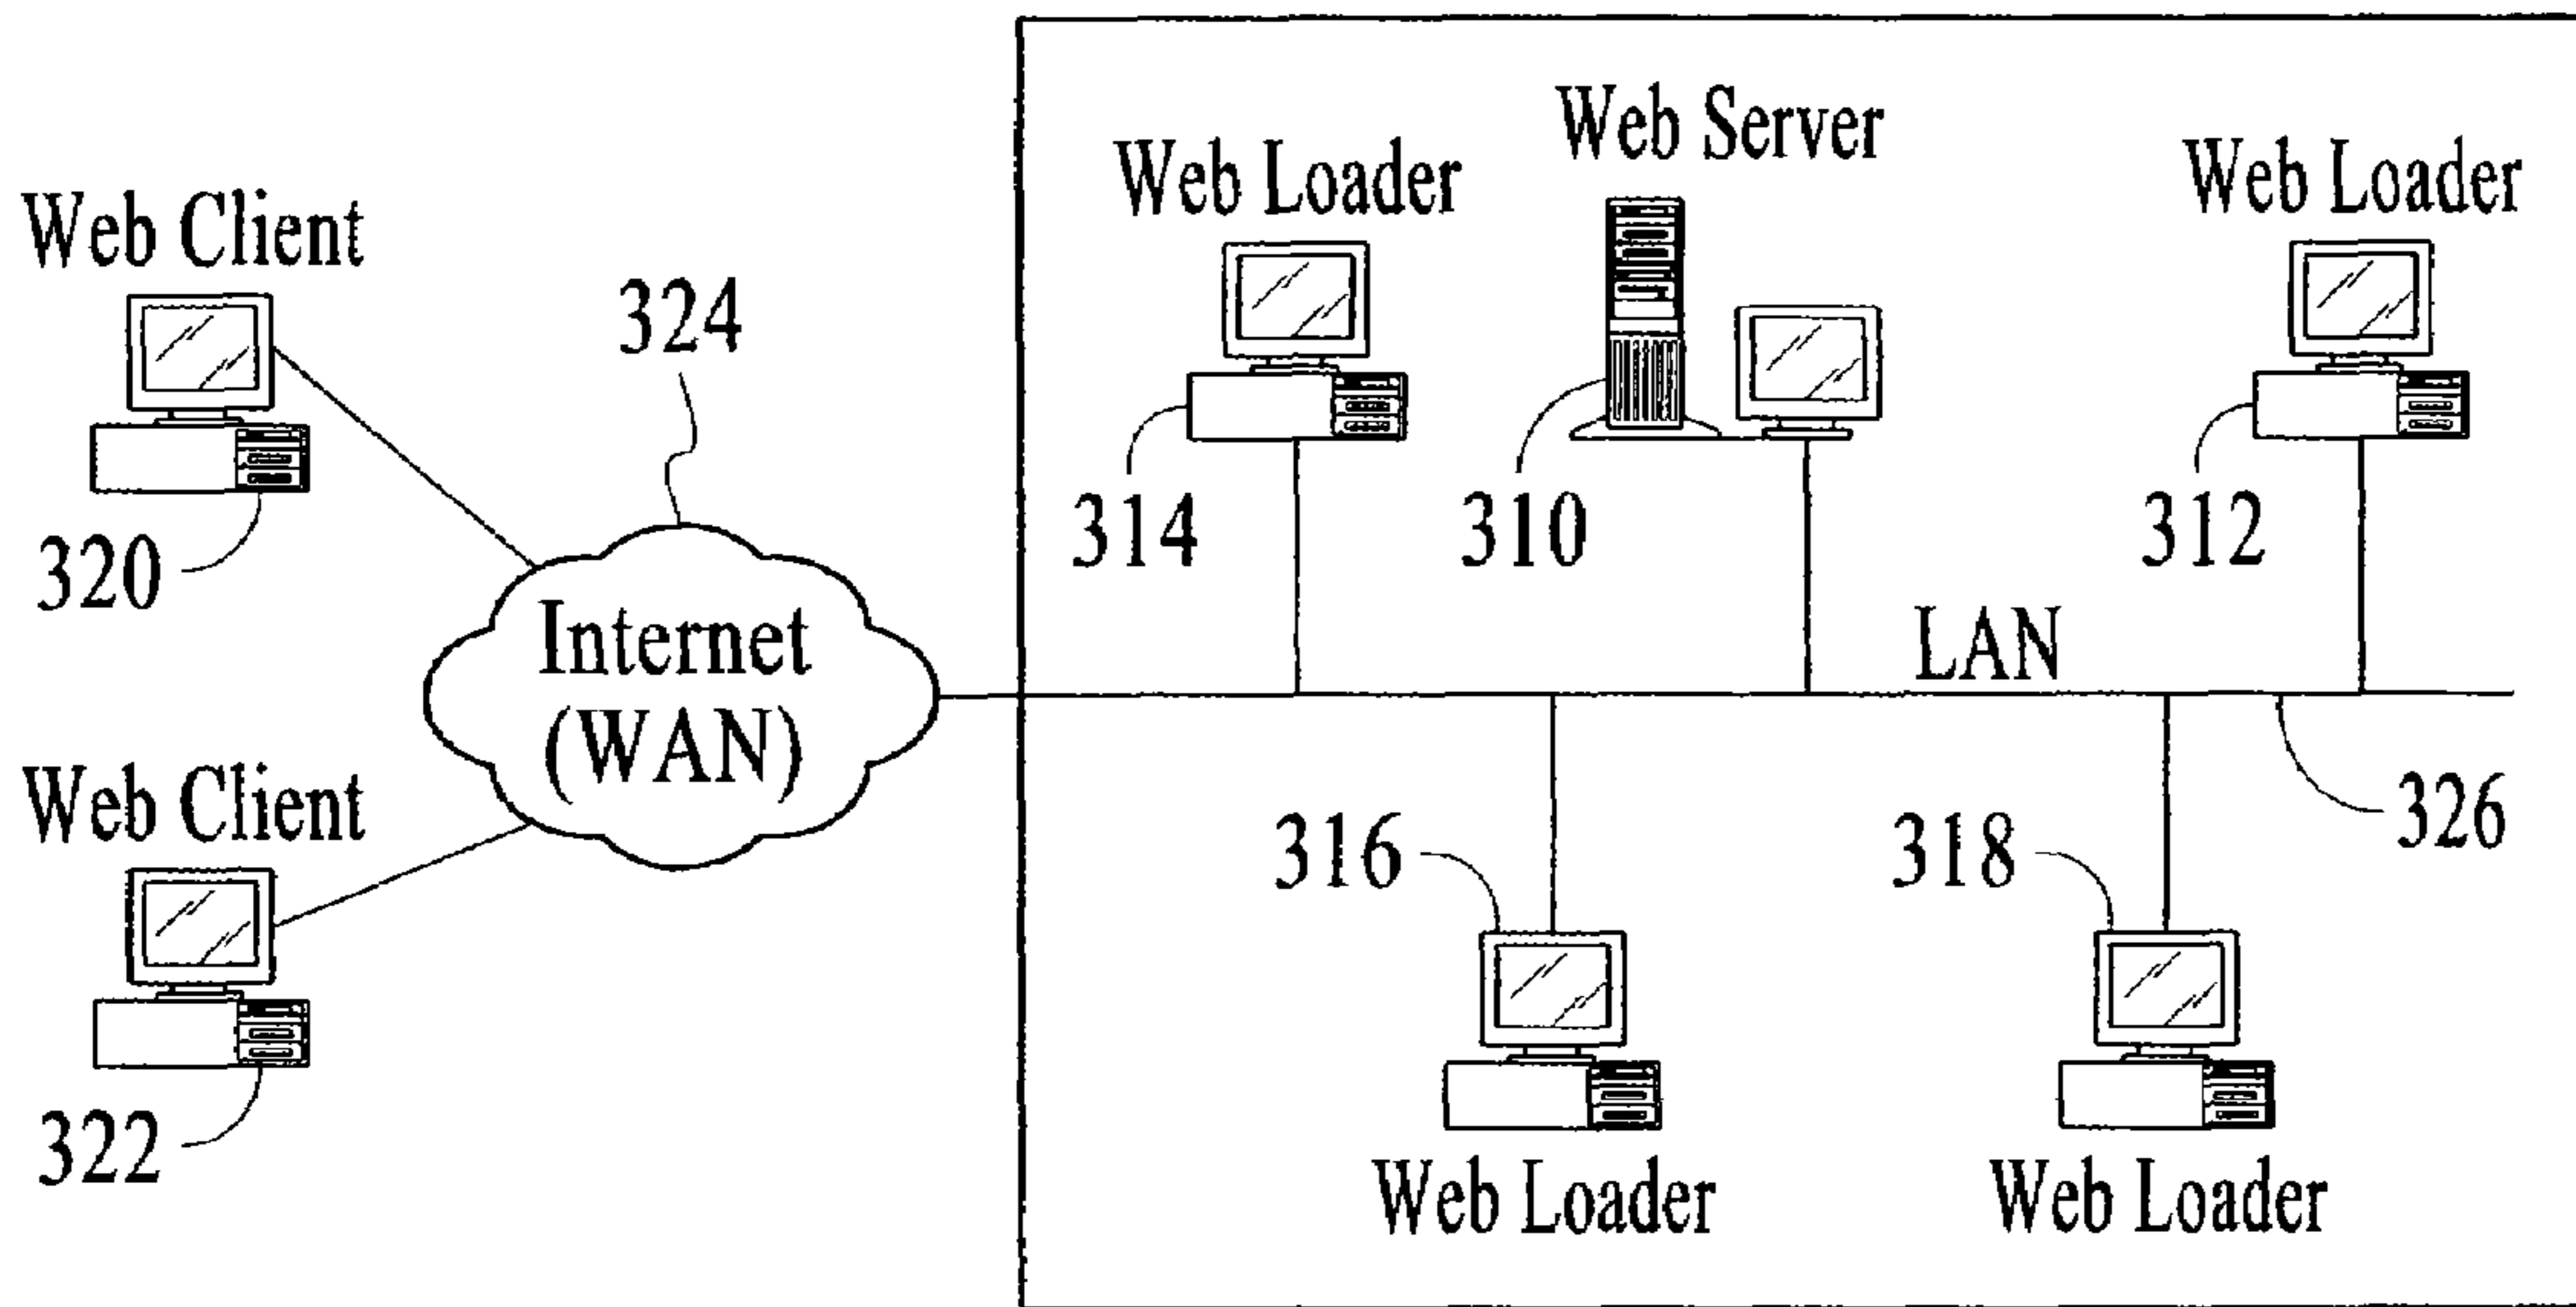 Web Client
320
Web Client
322
324
Internet
(WAN)
Web Loader
314
Web Server
310
Web Loader
312
LAN
326
316
Web Loader
318
Web Loader